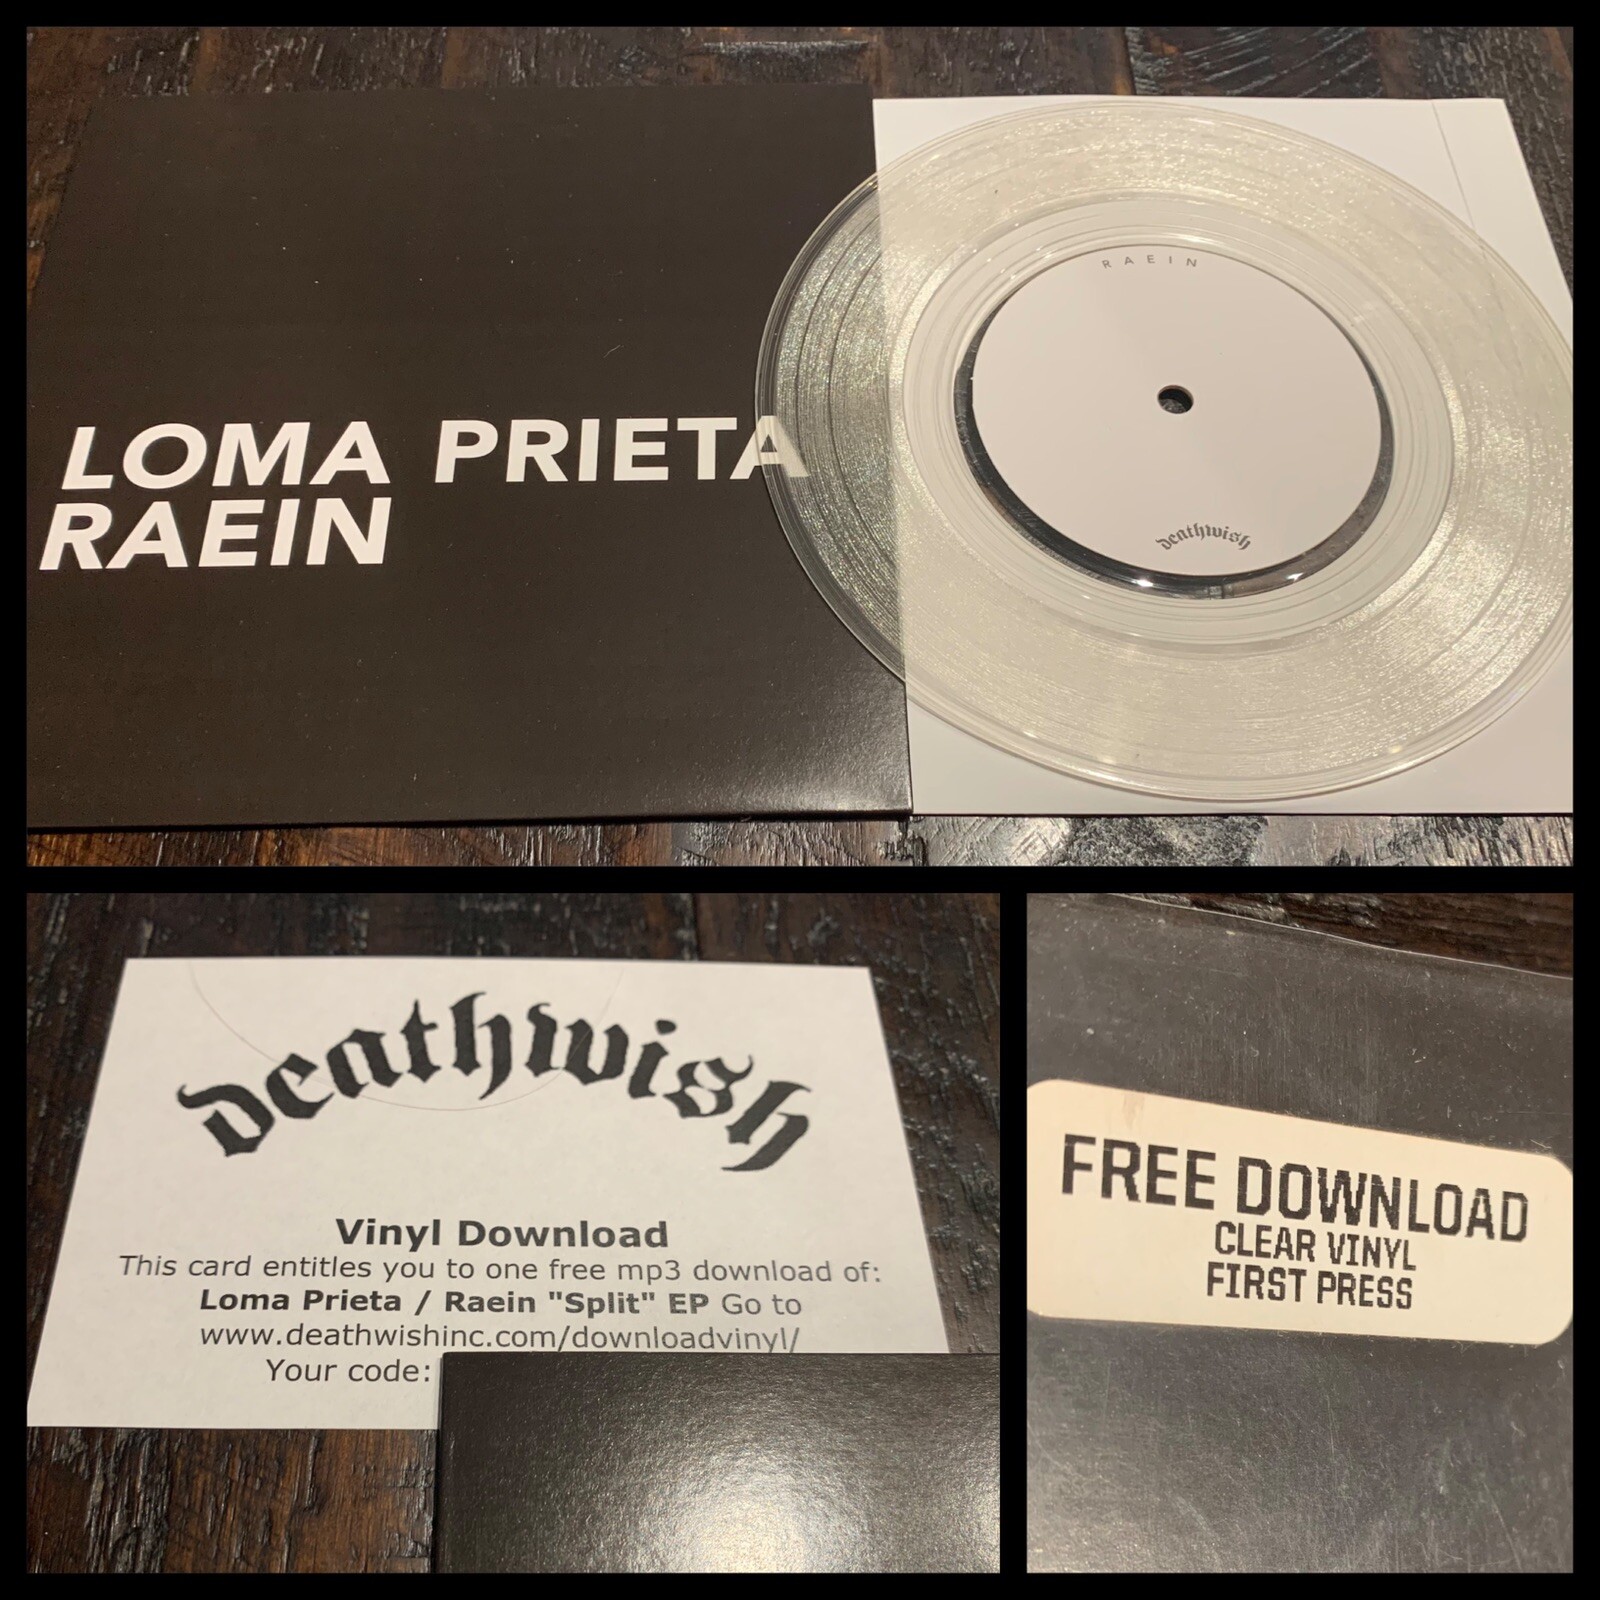 LOMA PRIETA
RAEIN
RAEIN
deathwish
deathwish
Vinyl Download
This card entitles you to one free mp3 download of:
Loma Prieta / Raein "Split" EP Go to
www.deathwishinc.com/downloadvinyl/
Your code:
FREE DOWNLOAD
CLEAR VINYL
FIRST PRESS